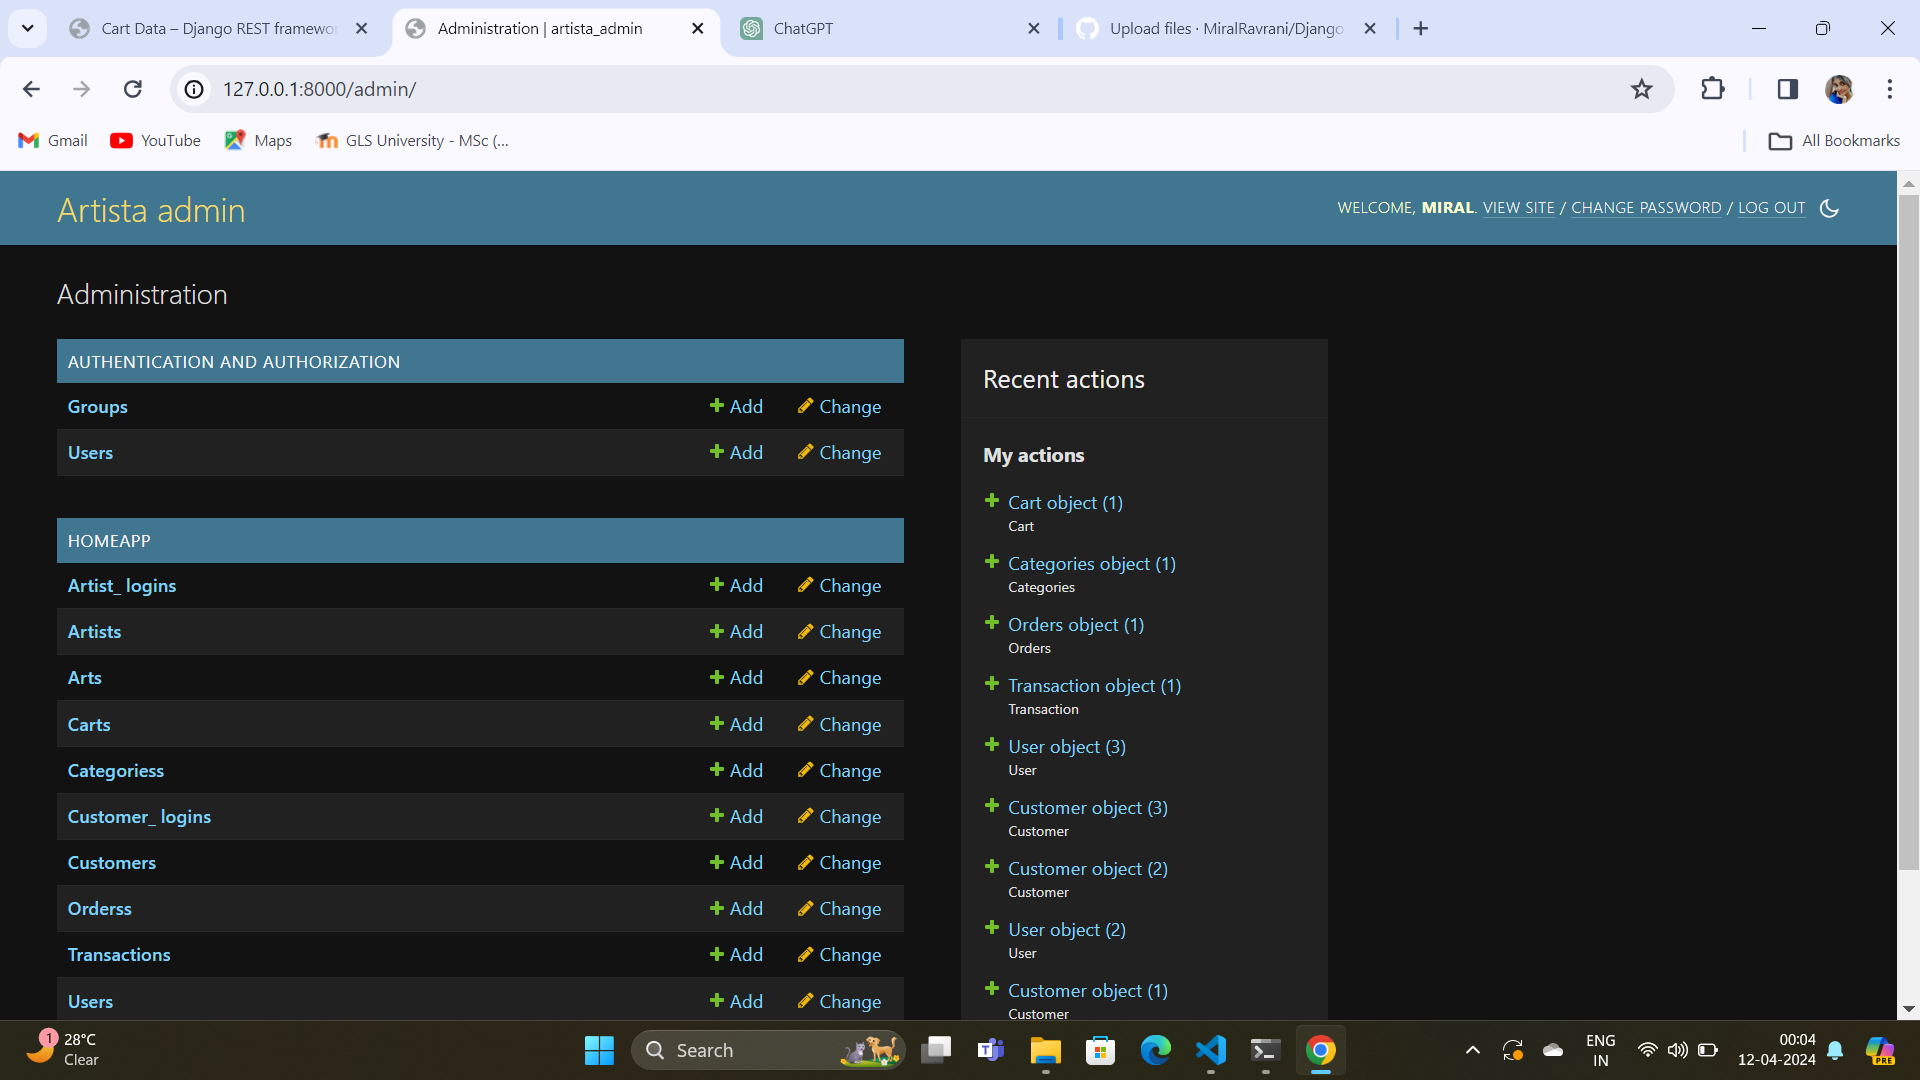 Cart Data – Django REST framewor
Administration | artista_admin
ChatGPT
Upload files · MiralRavrani/Django
127.0.0.1:8000/admin/
Gmail
YouTube
Maps
GLS University - MSc (...
All Bookmarks
Artista admin
WELCOME, MIRAL. VIEW SITE / CHANGE PASSWORD / LOG OUT
Administration
AUTHENTICATION AND AUTHORIZATION
Groups Add Change
Users Add Change
HOMEAPP
Artist_ logins Add Change
Artists Add Change
Arts Add Change
Carts Add Change
Categoriess Add Change
Customer_ logins Add Change
Customers Add Change
Orderss Add Change
Transactions Add Change
Users Add Change
Recent actions
My actions
Cart object (1)
Cart
Categories object (1)
Categories
Orders object (1)
Orders
Transaction object (1)
Transaction
User object (3)
User
Customer object (3)
Customer
Customer object (2)
Customer
User object (2)
User
Customer object (1)
Customer
1
28°C
Clear
Search
ENG
IN
00:04
12-04-2024
PRE